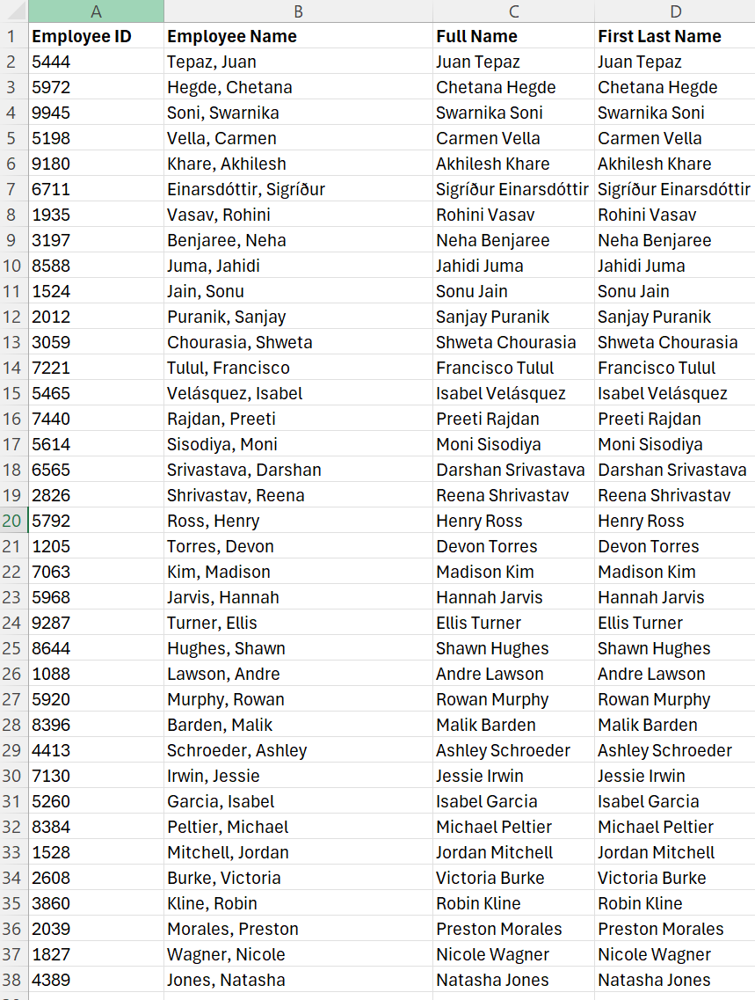 A B C D
1 Employee ID Employee Name Full Name First Last Name
2 5444 Tepaz, Juan Juan Tepaz Juan Tepaz
3 5972 Hegde, Chetana Chetana Hegde Chetana Hegde
4 9945 Soni, Swarnika Swarnika Soni Swarnika Soni
5 5198 Vella, Carmen Carmen Vella Carmen Vella
6 9180 Khare, Akhilesh Akhilesh Khare Akhilesh Khare
7 6711 Einarsdóttir, Sigríður Sigríður Einarsdóttir Sigríður Einarsdóttir
8 1935 Vasav, Rohini Rohini Vasav Rohini Vasav
9 3197 Benjaree, Neha Neha Benjaree Neha Benjaree
10 8588 Juma, Jahidi Jahidi Juma Jahidi Juma
11 1524 Jain, Sonu Sonu Jain Sonu Jain
12 2012 Puranik, Sanjay Sanjay Puranik Sanjay Puranik
13 3059 Chourasia, Shweta Shweta Chourasia Shweta Chourasia
14 7221 Tulul, Francisco Francisco Tulul Francisco Tulul
15 5465 Velásquez, Isabel Isabel Velásquez Isabel Velásquez
16 7440 Rajdan, Preeti Preeti Rajdan Preeti Rajdan
17 5614 Sisodiya, Moni Moni Sisodiya Moni Sisodiya
18 6565 Srivastava, Darshan Darshan Srivastava Darshan Srivastava
19 2826 Shrivastav, Reena Reena Shrivastav Reena Shrivastav
20 5792 Ross, Henry Henry Ross Henry Ross
21 1205 Torres, Devon Devon Torres Devon Torres
22 7063 Kim, Madison Madison Kim Madison Kim
23 5968 Jarvis, Hannah Hannah Jarvis Hannah Jarvis
24 9287 Turner, Ellis Ellis Turner Ellis Turner
25 8644 Hughes, Shawn Shawn Hughes Shawn Hughes
26 1088 Lawson, Andre Andre Lawson Andre Lawson
27 5920 Murphy, Rowan Rowan Murphy Rowan Murphy
28 8396 Barden, Malik Malik Barden Malik Barden
29 4413 Schroeder, Ashley Ashley Schroeder Ashley Schroeder
30 7130 Irwin, Jessie Jessie Irwin Jessie Irwin
31 5260 Garcia, Isabel Isabel Garcia Isabel Garcia
32 8384 Peltier, Michael Michael Peltier Michael Peltier
33 1528 Mitchell, Jordan Jordan Mitchell Jordan Mitchell
34 2608 Burke, Victoria Victoria Burke Victoria Burke
35 3860 Kline, Robin Robin Kline Robin Kline
36 2039 Morales, Preston Preston Morales Preston Morales
37 1827 Wagner, Nicole Nicole Wagner Nicole Wagner
38 4389 Jones, Natasha Natasha Jones Natasha Jones